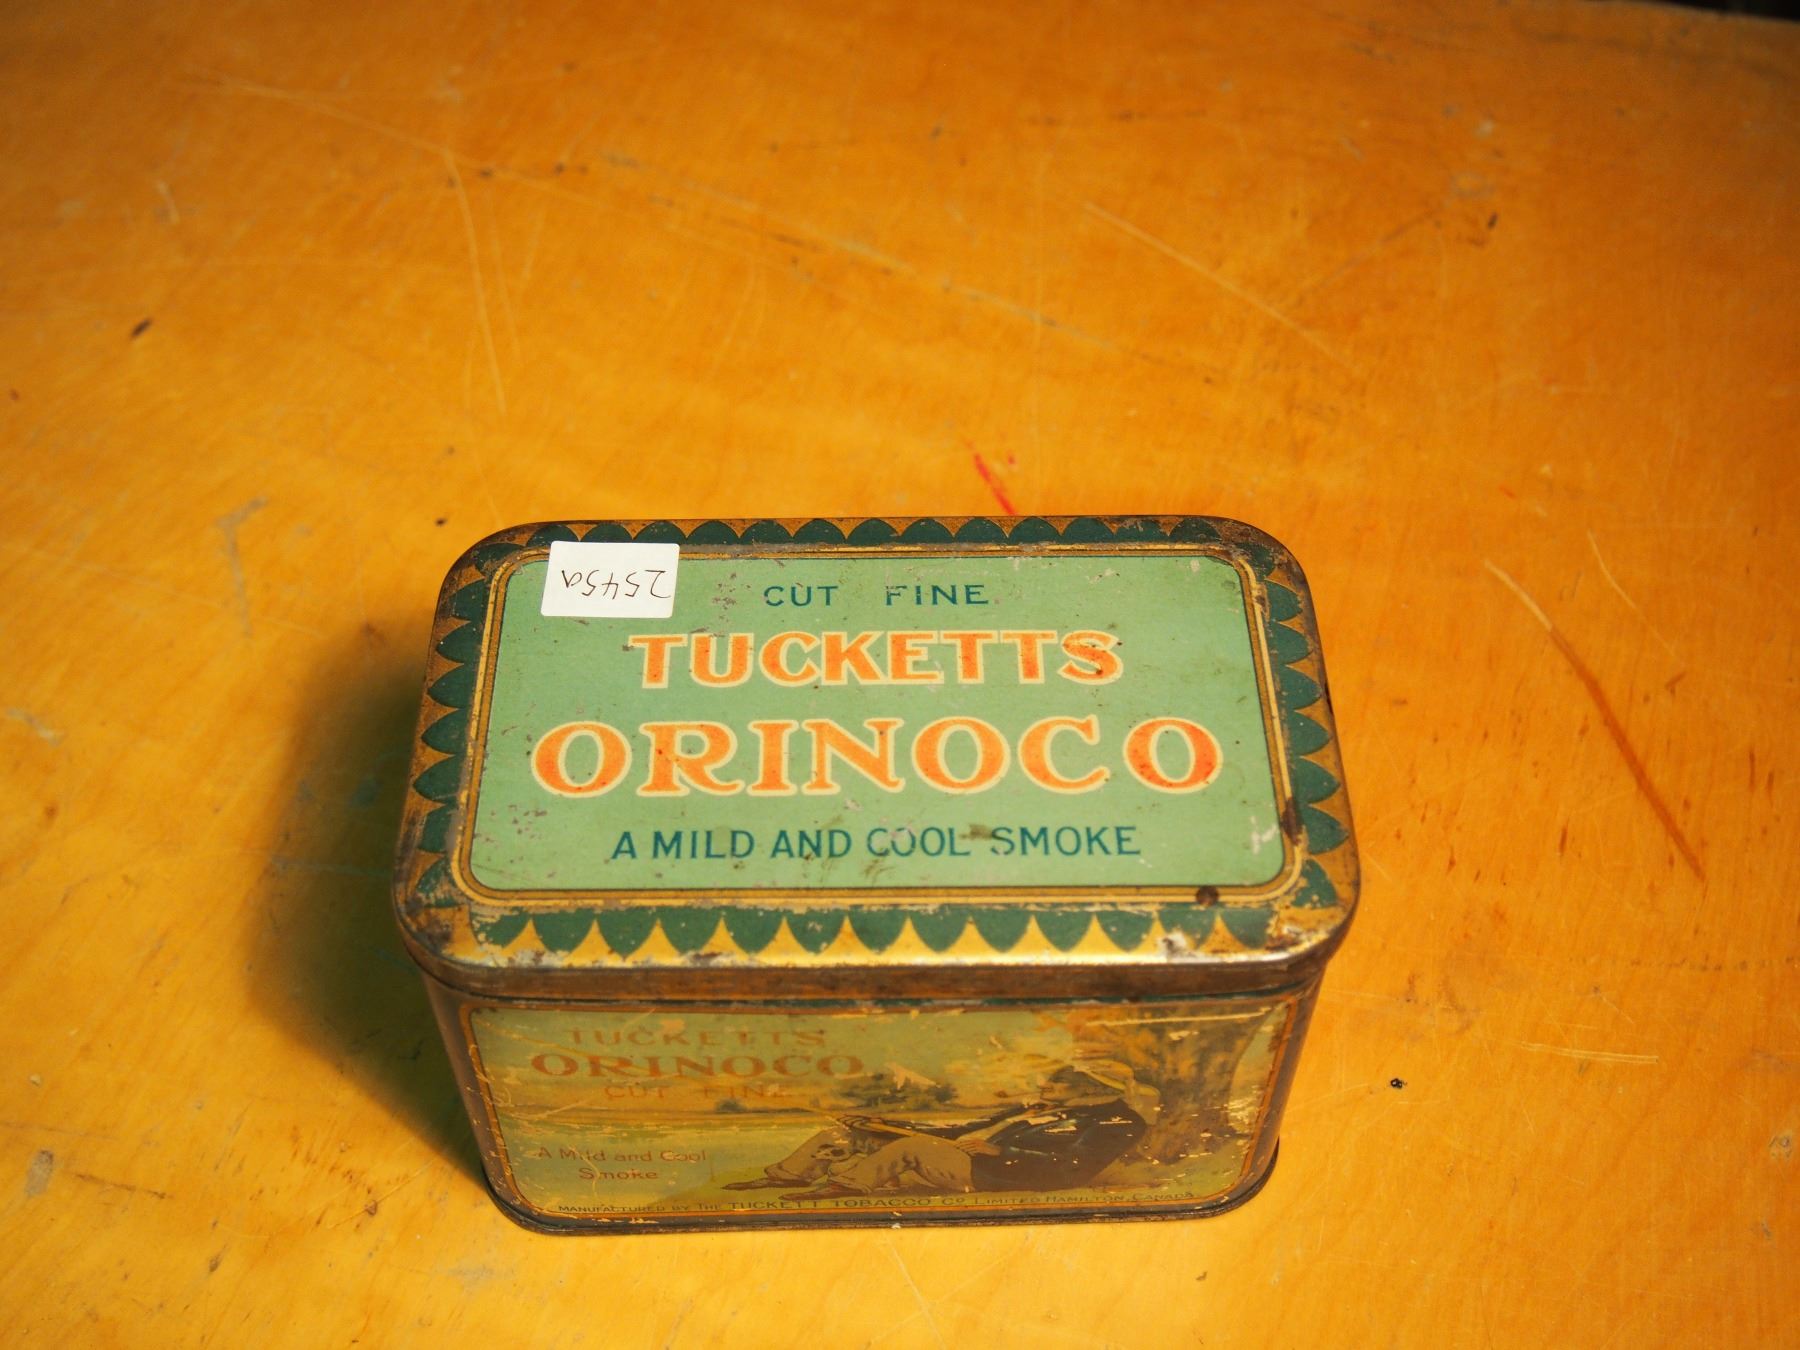 2545a
CUT FINE
TUCKETTS
ORINOCO
A MILD AND COOL SMOKE
TUCKETTS
ORINOCO
CUT FINE
A Mild and Cool
Smoke
MANUFACTURED BY THE TUCKETT TOBACCO CO LIMITED HAMILTON, CANADA